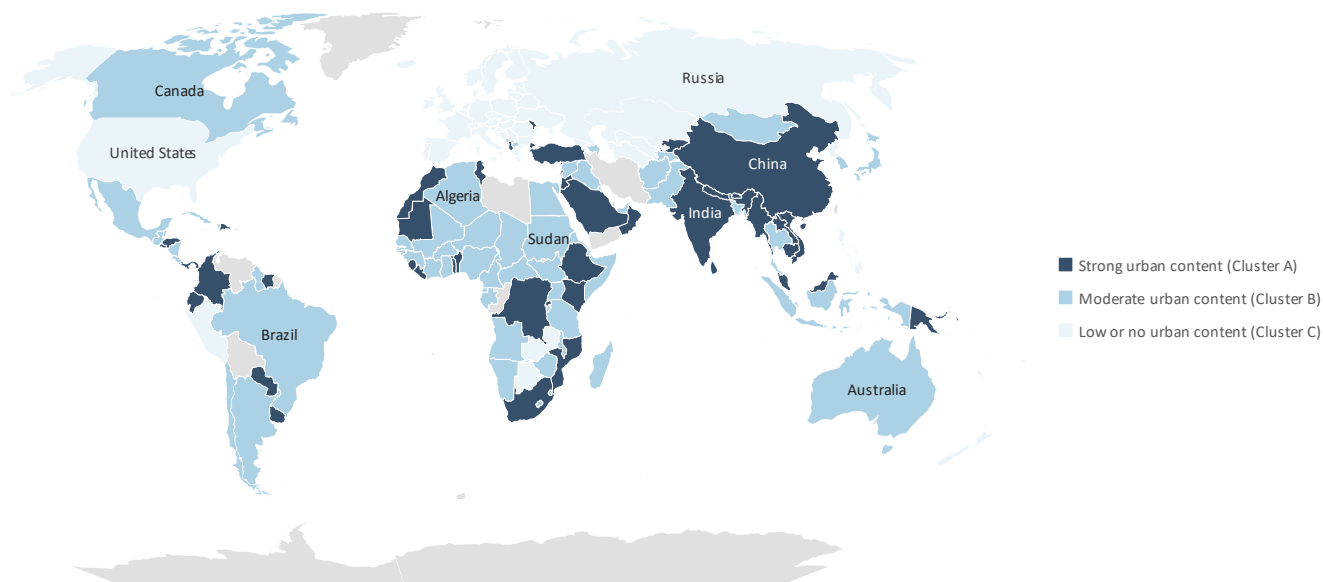 Canada
Russia
United States
China
Algeria
India
Sudan
Brazil
Australia
Strong urban content (Cluster A)
Moderate urban content (Cluster B)
Low or no urban content (Cluster C)